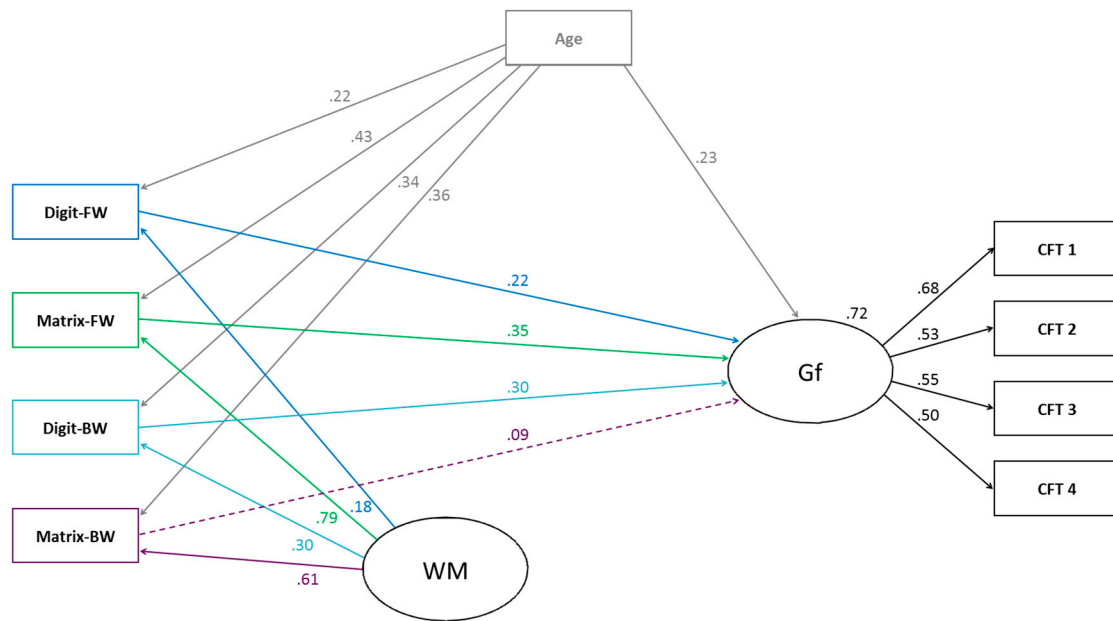 Age
.22
.43
.34
.36
.23
Digit-FW
CFT 1
.22
.68
Matrix-FW
.35
.72
.53
CFT 2
Gf
.30
.55
CFT 3
Digit-BW
.09
.50
CFT 4
.18
.79
Matrix-BW
.30
.61
WM